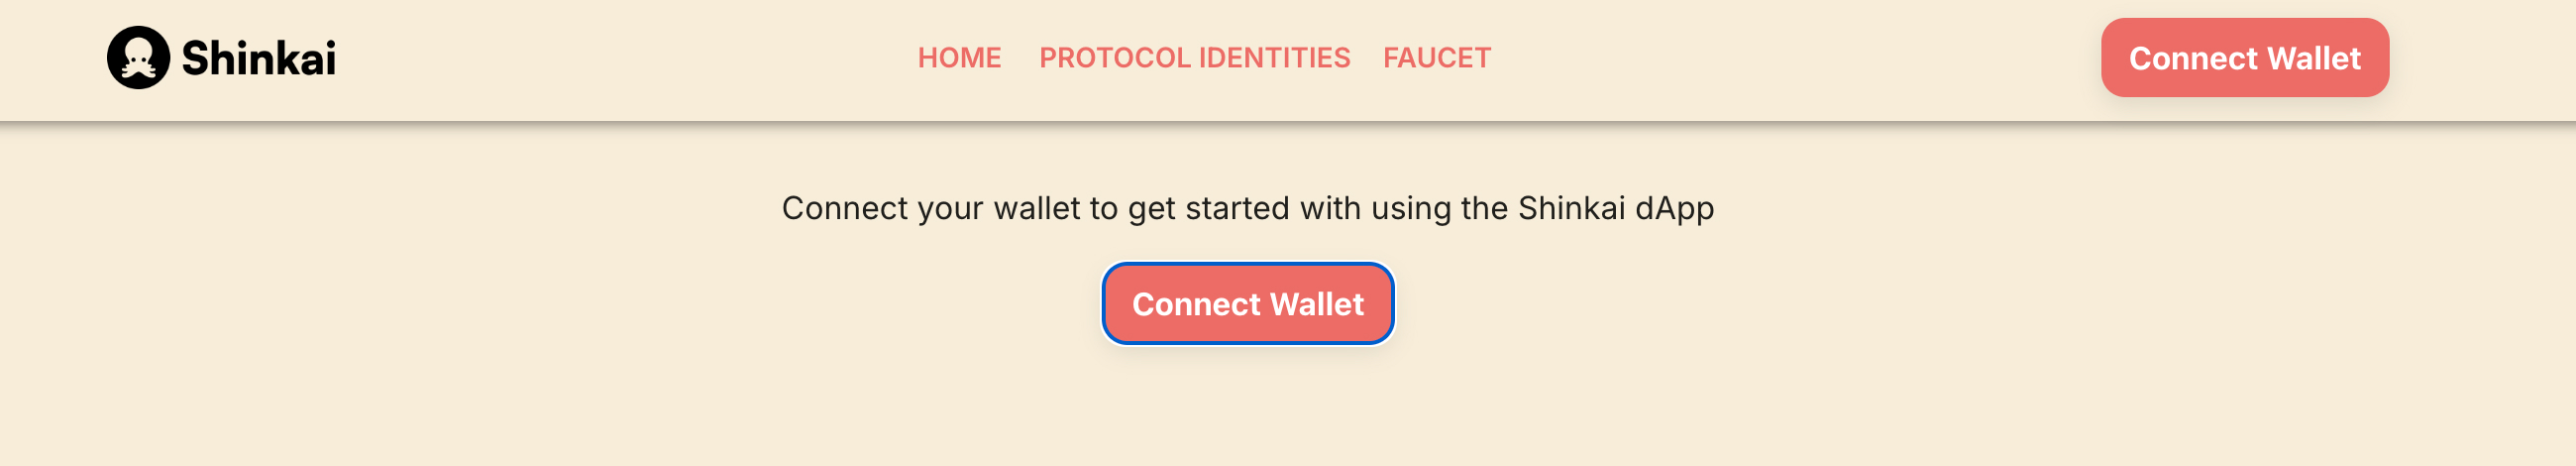 Shinkai
HOME PROTOCOL IDENTITIES FAUCET
Connect Wallet
Connect your wallet to get started with using the Shinkai dApp
Connect Wallet